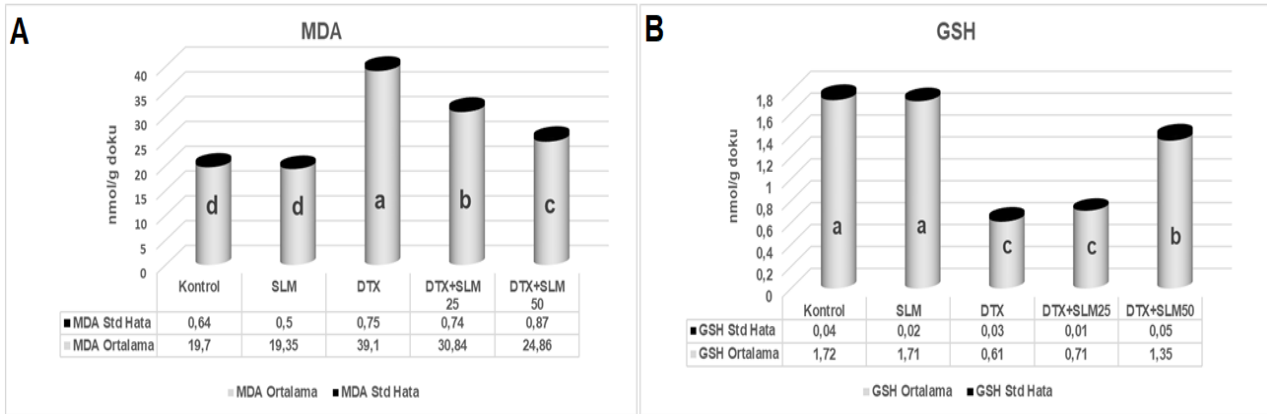 A
MDA
nmol/g doku
40
35
30
25
20
15
10
5
0
d
d
a
b
c
Kontrol SLM DTX DTX+SLM 25 DTX+SLM 50
MDA Std Hata 0,64 0,5 0,75 0,74 0,87
MDA Ortalama 19,7 19,35 39,1 30,84 24,86
MDA Ortalama MDA Std Hata
B
GSH
nmol/g doku
1,8
1,6
1,4
1,2
1
0,8
0,6
0,4
0,2
0
a
a
c
c
b
Kontrol SLM DTX DTX+SLM25 DTX+SLM50
GSH Std Hata 0,04 0,02 0,03 0,01 0,05
GSH Ortalama 1,72 1,71 0,61 0,71 1,35
GSH Ortalama GSH Std Hata